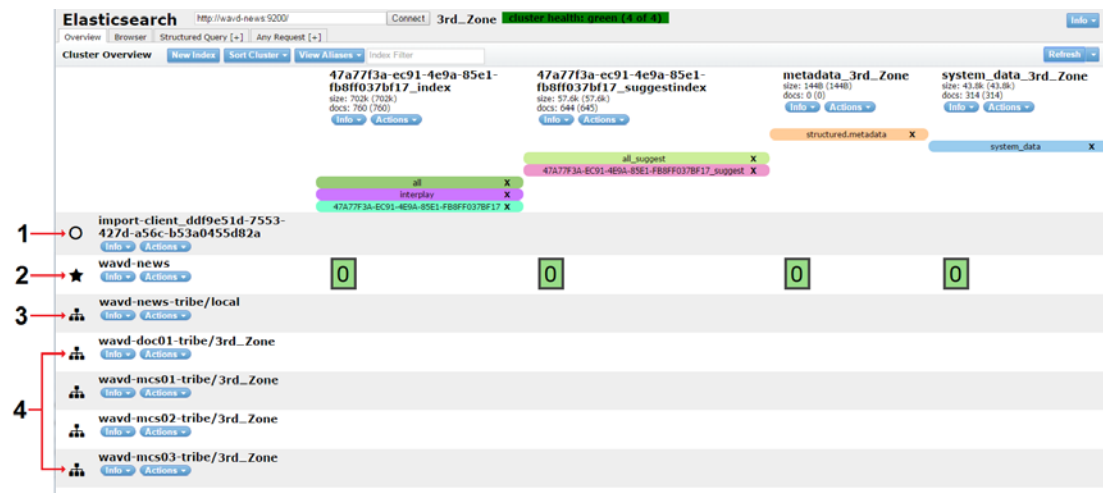 Elasticsearch http://wavd-news:9200/ Connect 3rd_Zone cluster health: green (4 of 4) Info
Overview Browser Structured Query [+] Any Request [+]
Cluster Overview New Index Sort Cluster View Aliases Index Filter Refresh
47a77f3a-ec91-4e9a-85e1-fb8ff037bf17_index
size: 702k (702k)
docs: 760 (760)
Info Actions
47a77f3a-ec91-4e9a-85e1-fb8ff037bf17_suggestindex
size: 57.6k (57.6k)
docs: 644 (645)
Info Actions
metadata_3rd_Zone
size: 144B (144B)
docs: 0 (0)
Info Actions
system_data_3rd_Zone
size: 43.8k (43.8k)
docs: 314 (314)
Info Actions
structured.metadata X
system_data X
all_suggest X
47A77F3A-EC91-4E9A-85E1-FB8FF037BF17_suggest X
all X
interplay X
47A77F3A-EC91-4E9A-85E1-FB8FF037BF17 X
1
import-client_ddf9e51d-7553-
427d-a56c-b53a0455d82a
Info Actions
2
wavd-news
Info Actions
0 0 0 0
3
wavd-news-tribe/local
Info Actions
4
wavd-doc01-tribe/3rd_Zone
Info Actions
wavd-mcs01-tribe/3rd_Zone
Info Actions
wavd-mcs02-tribe/3rd_Zone
Info Actions
wavd-mcs03-tribe/3rd_Zone
Info Actions